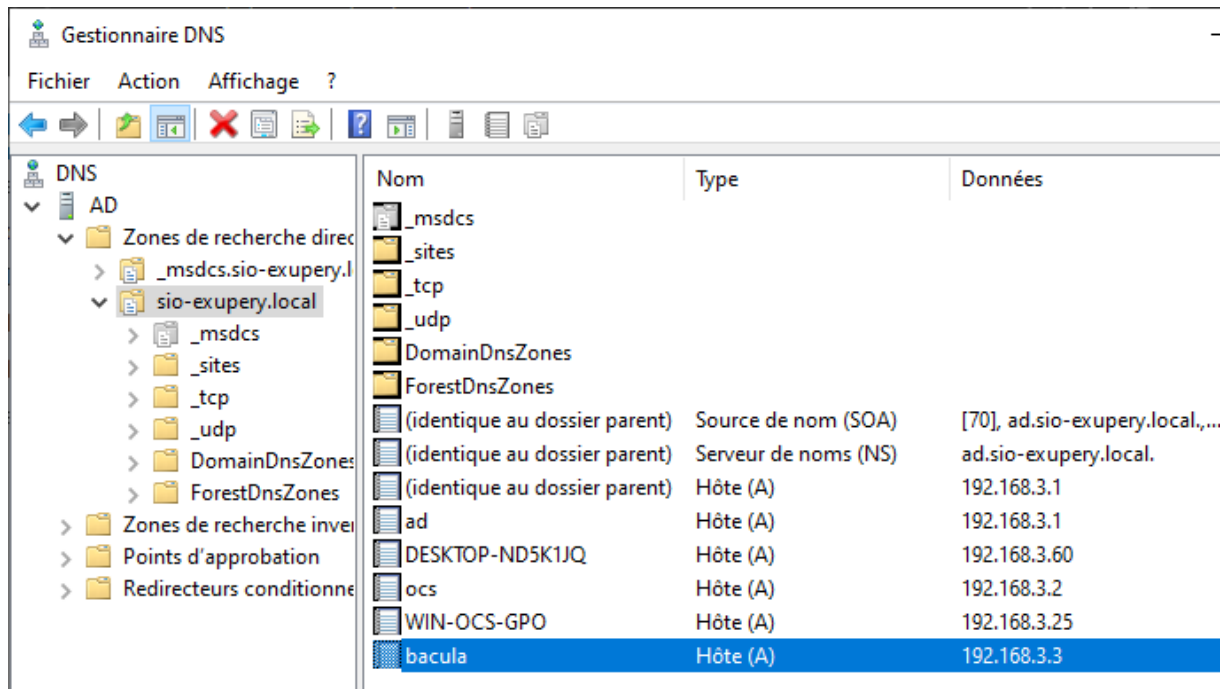 Gestionnaire DNS
Fichier Action Affichage ?
DNS
AD
Zones de recherche direc
_msdcs.sio-exupery.l
sio-exupery.local
_msdcs
_sites
_tcp
_udp
DomainDnsZones
ForestDnsZones
Zones de recherche inver
Points d'approbation
Redirecteurs conditionne
Nom Type Données
_msdcs
_sites
_tcp
_udp
DomainDnsZones
ForestDnsZones
(identique au dossier parent) Source de nom (SOA) [70], ad.sio-exupery.local.,...
(identique au dossier parent) Serveur de noms (NS) ad.sio-exupery.local.
(identique au dossier parent) Hôte (A) 192.168.3.1
ad Hôte (A) 192.168.3.1
DESKTOP-ND5K1JQ Hôte (A) 192.168.3.60
ocs Hôte (A) 192.168.3.2
WIN-OCS-GPO Hôte (A) 192.168.3.25
bacula Hôte (A) 192.168.3.3